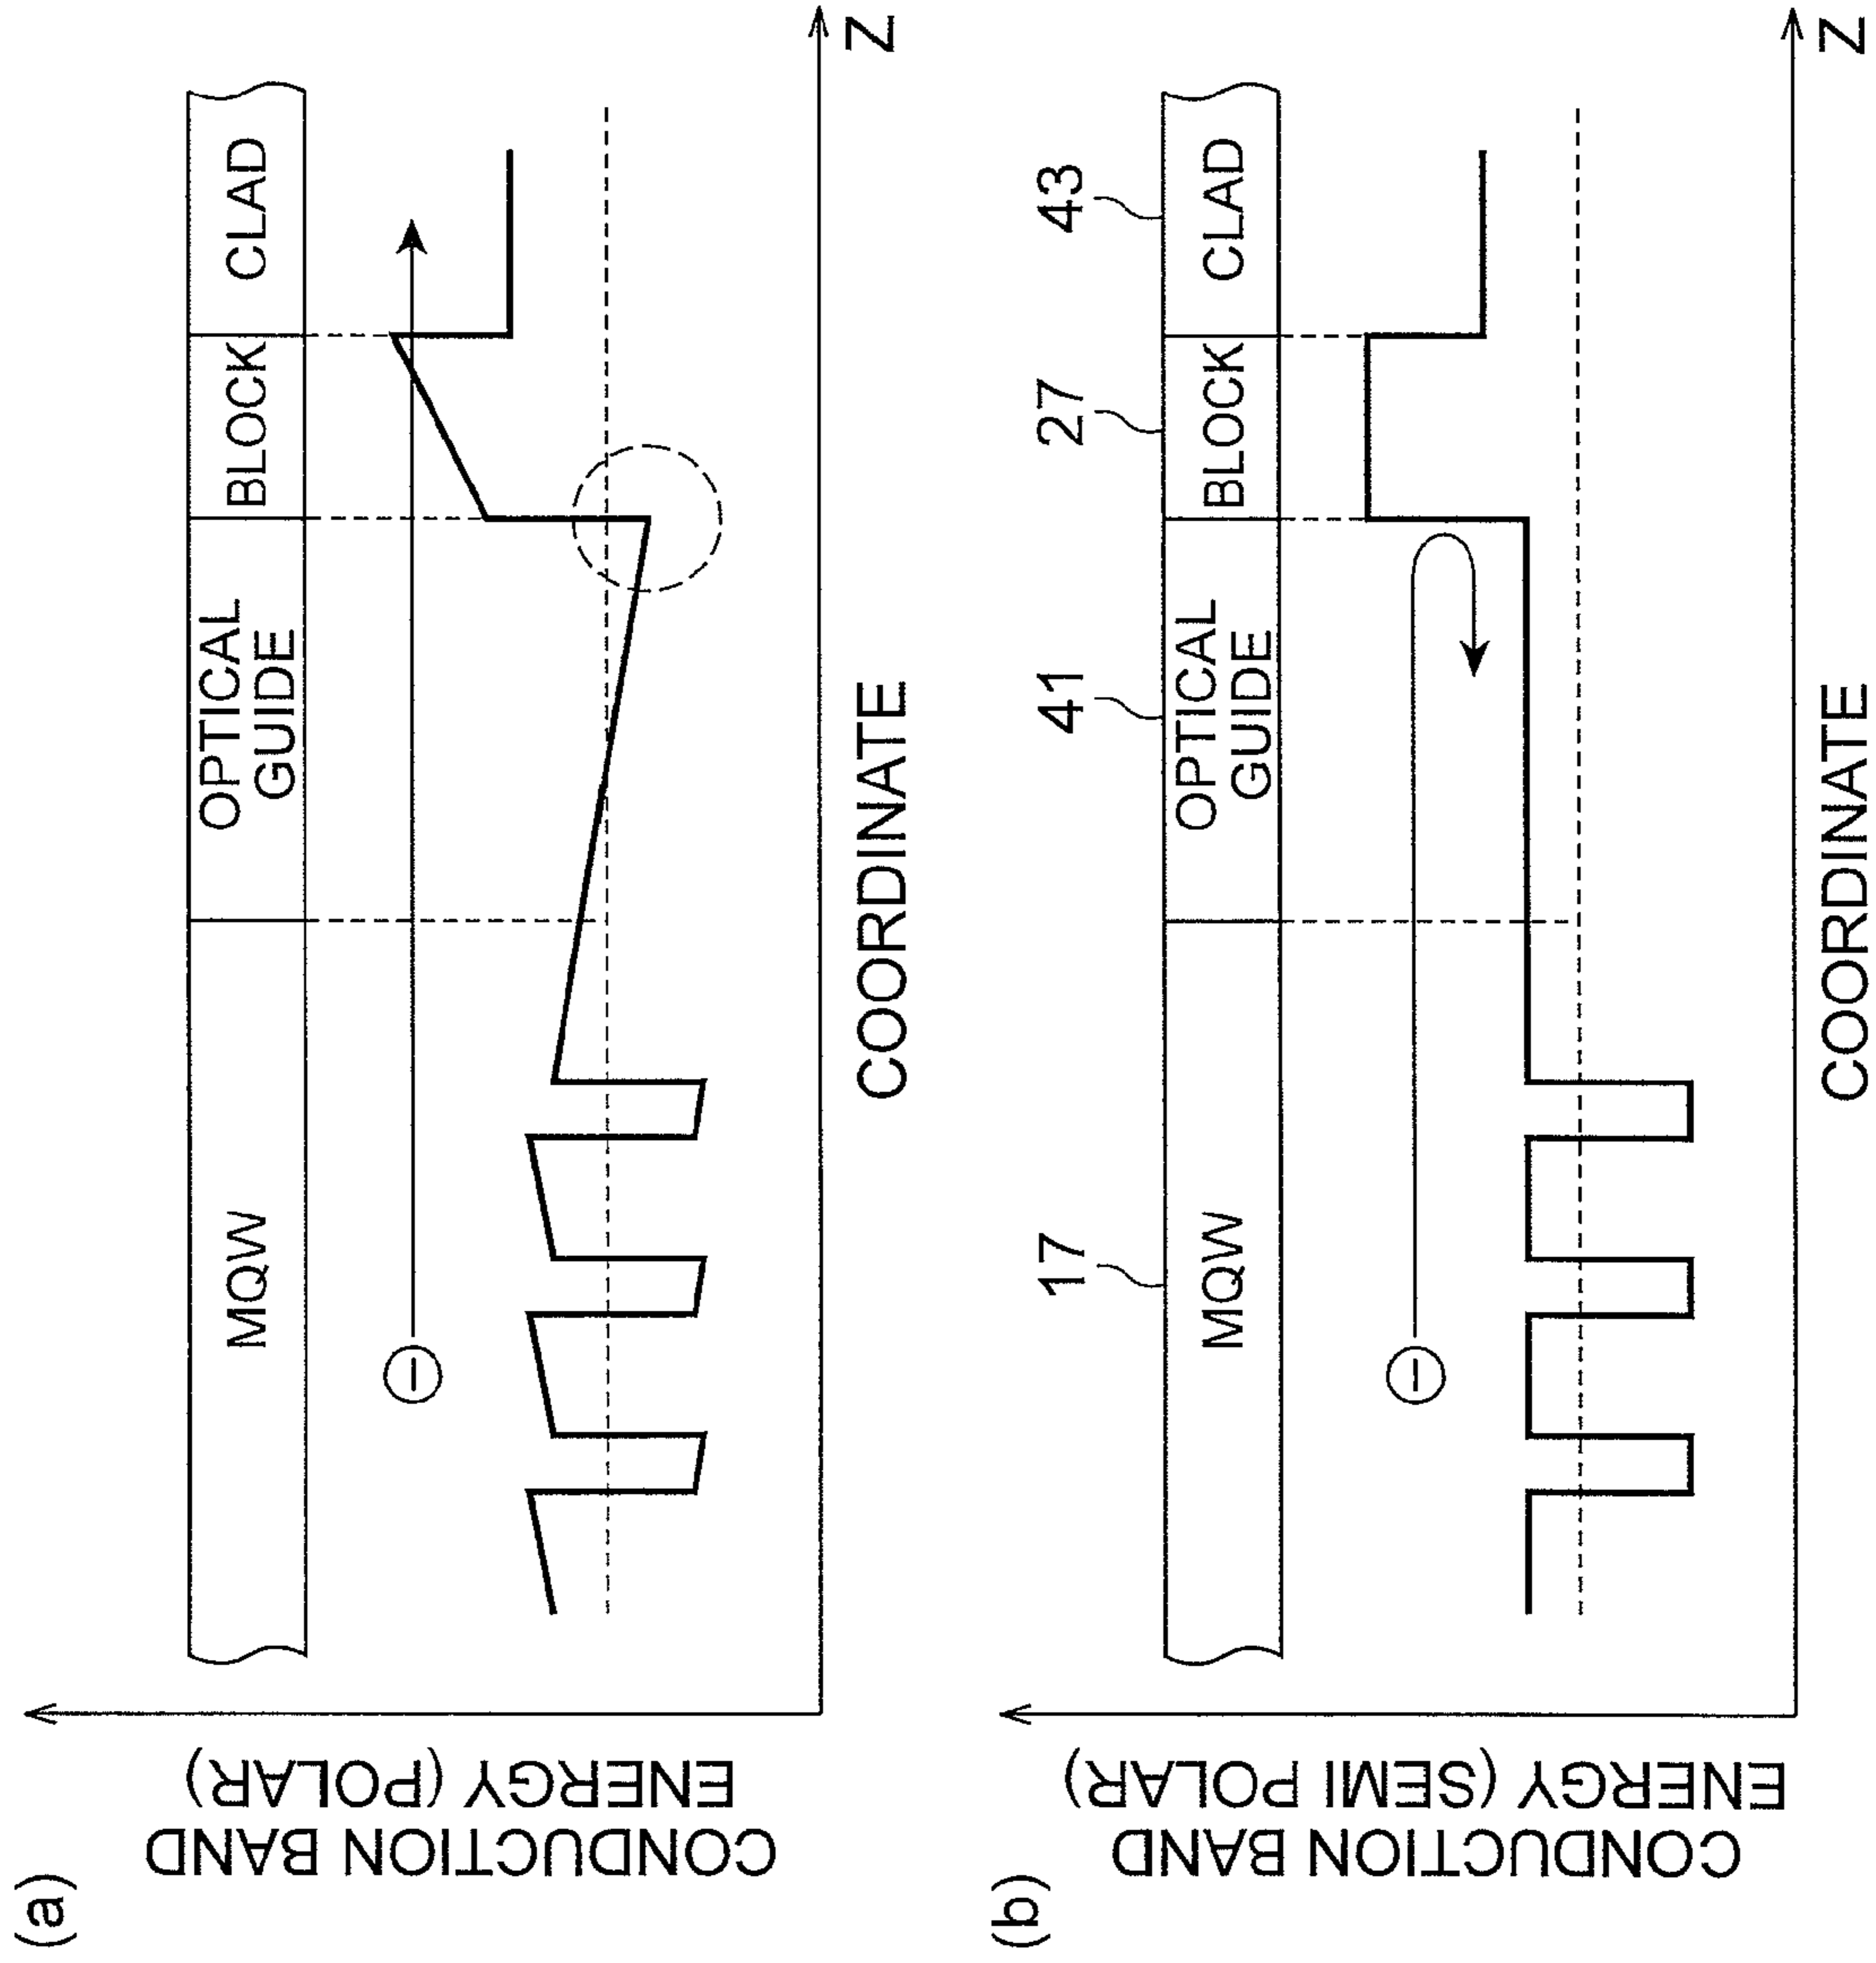 (a)
CONDUCTION BAND
ENERGY (POLAR)
MQW
OPTICAL
GUIDE
BLOCK
CLAD
COORDINATE
Z
(b)
CONDUCTION BAND
ENERGY (SEMI POLAR)
17
41
27
43
MQW
OPTICAL
GUIDE
BLOCK
CLAD
COORDINATE
Z